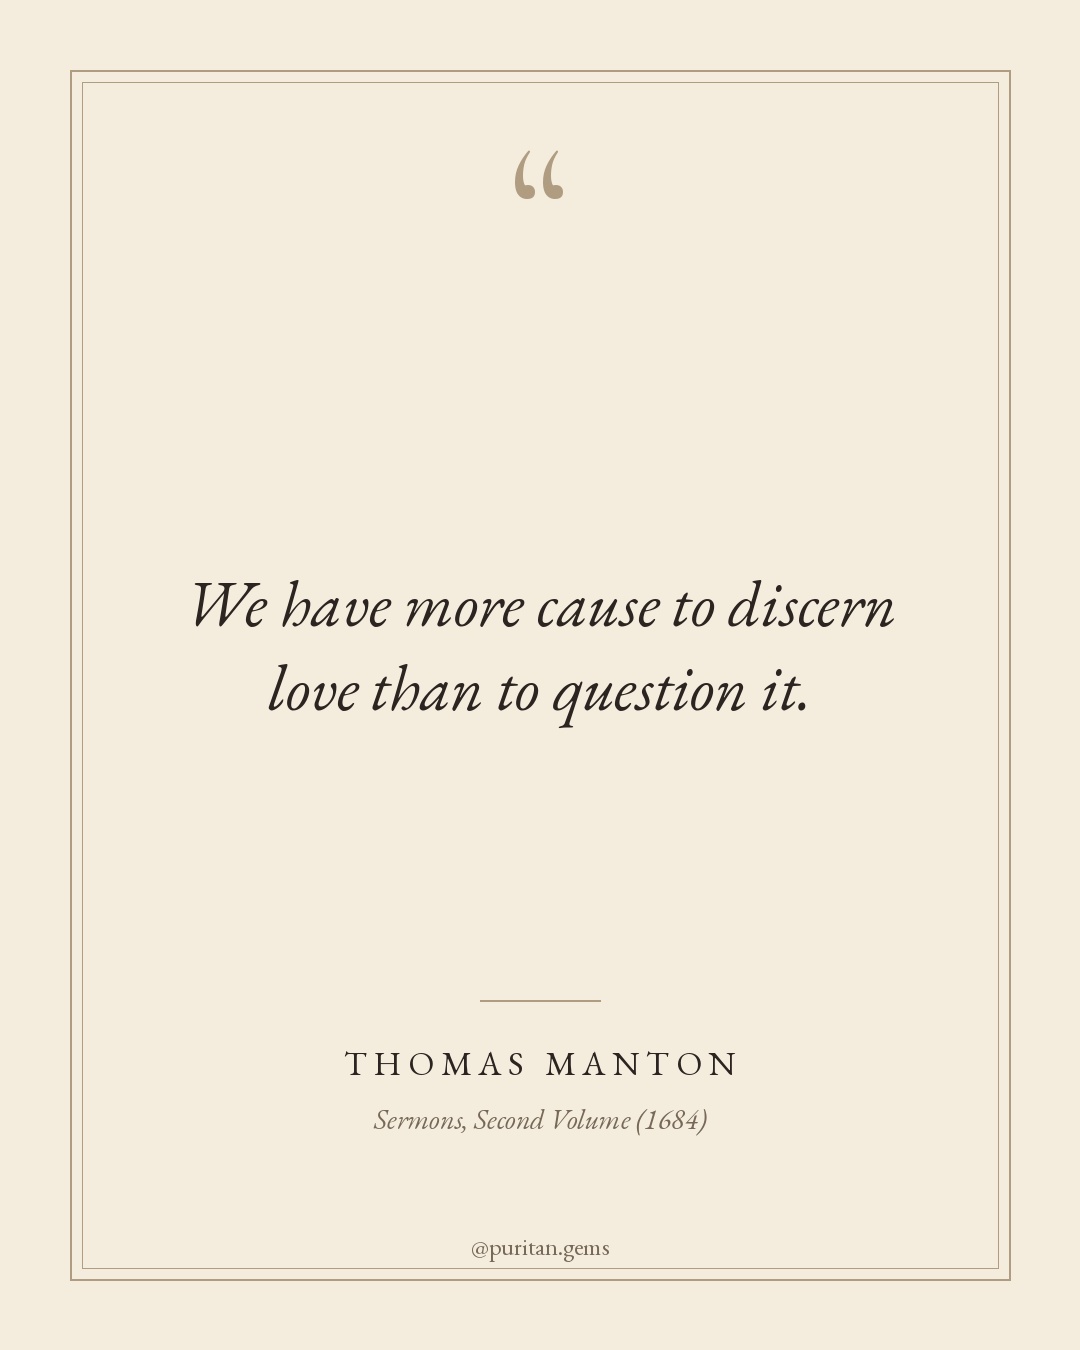 “
We have more cause to discern
love than to question it.
THOMAS MANTON
Sermons, Second Volume (1684)
@puritan.gems